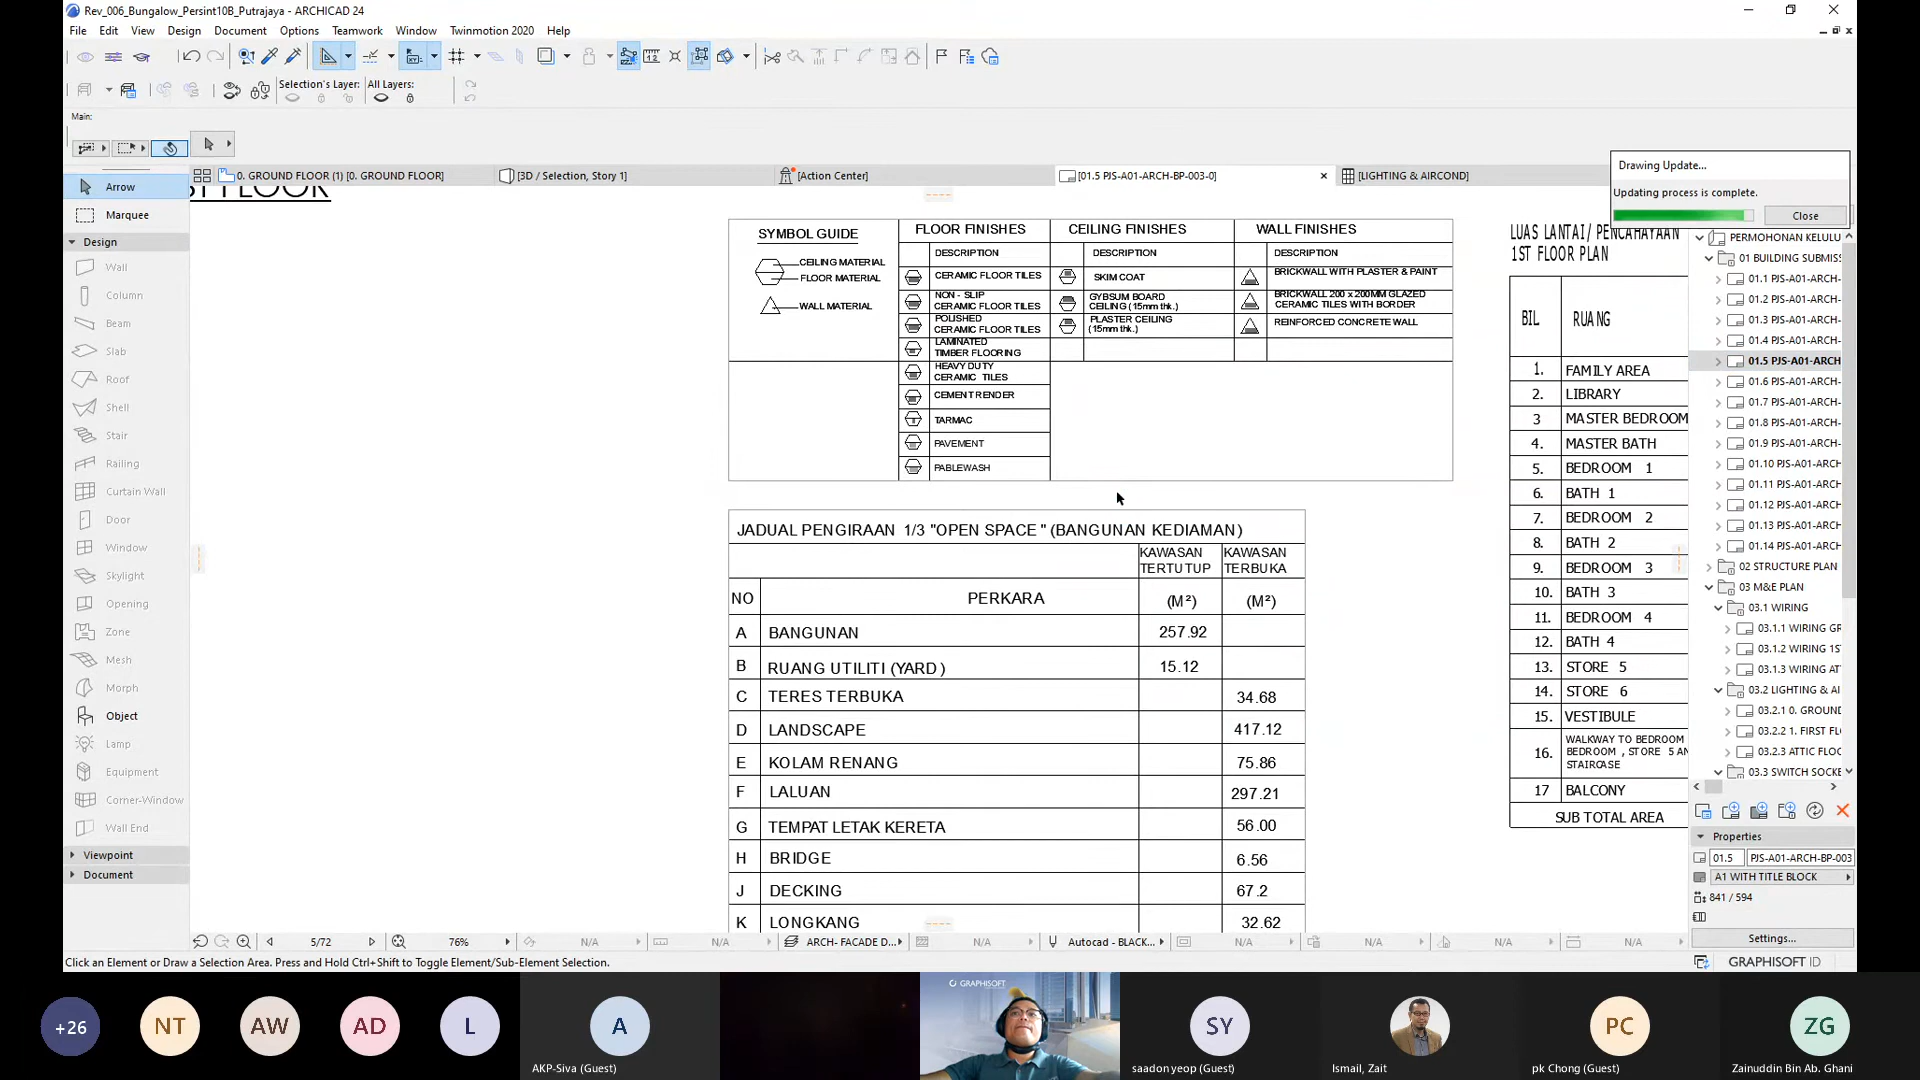 Rev_006_Bungalow_Persint10B_Putrajaya - ARCHICAD 24
File Edit View Design Document Options Teamwork Window Twinmotion 2020 Help
Selection's Layer: All Layers:
Main:
0. GROUND FLOOR (1) [0. GROUND FLOOR]
[3D / Selection, Story 1]
[Action Center]
[01.5 PJS-A01-ARCH-BP-003-0]
[LIGHTING & AIRCOND]
Drawing Update...
Updating process is complete.
Close
Arrow
Marquee
Design
Wall
Column
Beam
Slab
Roof
Shell
Stair
Railing
Curtain Wall
Door
Window
Skylight
Opening
Zone
Mesh
Morph
Object
Lamp
Equipment
Corner-Window
Wall End
Viewpoint
Document
FLOOR
SYMBOL GUIDE
CEILING MATERIAL
FLOOR MATERIAL
WALL MATERIAL
FLOOR FINISHES
DESCRIPTION
CERAMIC FLOOR TILES
NON - SLIP
CERAMIC FLOOR TILES
POLISHED
CERAMIC FLOOR TILES
LAMINATED
TIMBER FLOORING
HEAVY DUTY
CERAMIC TILES
CEMENT RENDER
TARMAC
PAVEMENT
PABLEWASH
CEILING FINISHES
DESCRIPTION
SKIM COAT
GYBSUM BOARD
CEILING (15mm thk.)
PLASTER CEILING
(15mm thk.)
WALL FINISHES
DESCRIPTION
BRICKWALL WITH PLASTER & PAINT
BRICKWALL 200 x 200MM GLAZED
CERAMIC TILES WITH BORDER
REINFORCED CONCRETE WALL
JADUAL PENGIRAAN 1/3 "OPEN SPACE" (BANGUNAN KEDIAMAN)
KAWASAN KAWASAN
TERTUTUP TERBUKA
NO PERKARA (M²) (M²)
A BANGUNAN 257.92
B RUANG UTILITI (YARD) 15.12
C TERES TERBUKA 34.68
D LANDSCAPE 417.12
E KOLAM RENANG 75.86
F LALUAN 297.21
G TEMPAT LETAK KERETA 56.00
H BRIDGE 6.56
J DECKING 67.2
K LONGKANG 32.62
LUAS LANTAI/ PENCAHAYAAN
1ST FLOOR PLAN
BIL RUANG
1. FAMILY AREA
2. LIBRARY
3 MASTER BEDROOM
4. MASTER BATH
5. BEDROOM 1
6. BATH 1
7. BEDROOM 2
8. BATH 2
9. BEDROOM 3
10. BATH 3
11. BEDROOM 4
12. BATH 4
13. STORE 5
14. STORE 6
15. VESTIBULE
16. WALKWAY TO BEDROOM
BEDROOM , STORE 5 AN
STAIRCASE
17 BALCONY
SUB TOTAL AREA
PERMOHONAN KELULU
01 BUILDING SUBMIS
01.1 PJS-A01-ARCH-
01.2 PJS-A01-ARCH-
01.3 PJS-A01-ARCH-
01.4 PJS-A01-ARCH-
01.5 PJS-A01-ARCH
01.6 PJS-A01-ARCH-
01.7 PJS-A01-ARCH-
01.8 PJS-A01-ARCH-
01.9 PJS-A01-ARCH-
01.10 PJS-A01-ARCH
01.11 PJS-A01-ARCH
01.12 PJS-A01-ARCH
01.13 PJS-A01-ARCH
01.14 PJS-A01-ARCH
02 STRUCTURE PLAN
03 M&E PLAN
03.1 WIRING
03.1.1 WIRING GR
03.1.2 WIRING 1ST
03.1.3 WIRING ATT
03.2 LIGHTING & AI
03.2.1 0. GROUND
03.2.2 1. FIRST FL
03.2.3 ATTIC FLOO
03.3 SWITCH SOCKE
Properties
01.5 PJS-A01-ARCH-BP-003
A1 WITH TITLE BLOCK
841 / 594
Settings...
5/72 76% N/A N/A ARCH- FACADE D... N/A Autocad - BLACK... N/A N/A N/A N/A
Click an Element or Draw a Selection Area. Press and Hold Ctrl+Shift to Toggle Element/Sub-Element Selection.
GRAPHISOFT ID
+26 NT AW AD L A GRAPHISOFT SY PC ZG
AKP-Siva (Guest) saadon yeop (Guest) Ismail, Zait pk Chong (Guest) Zainuddin Bin Ab. Ghani